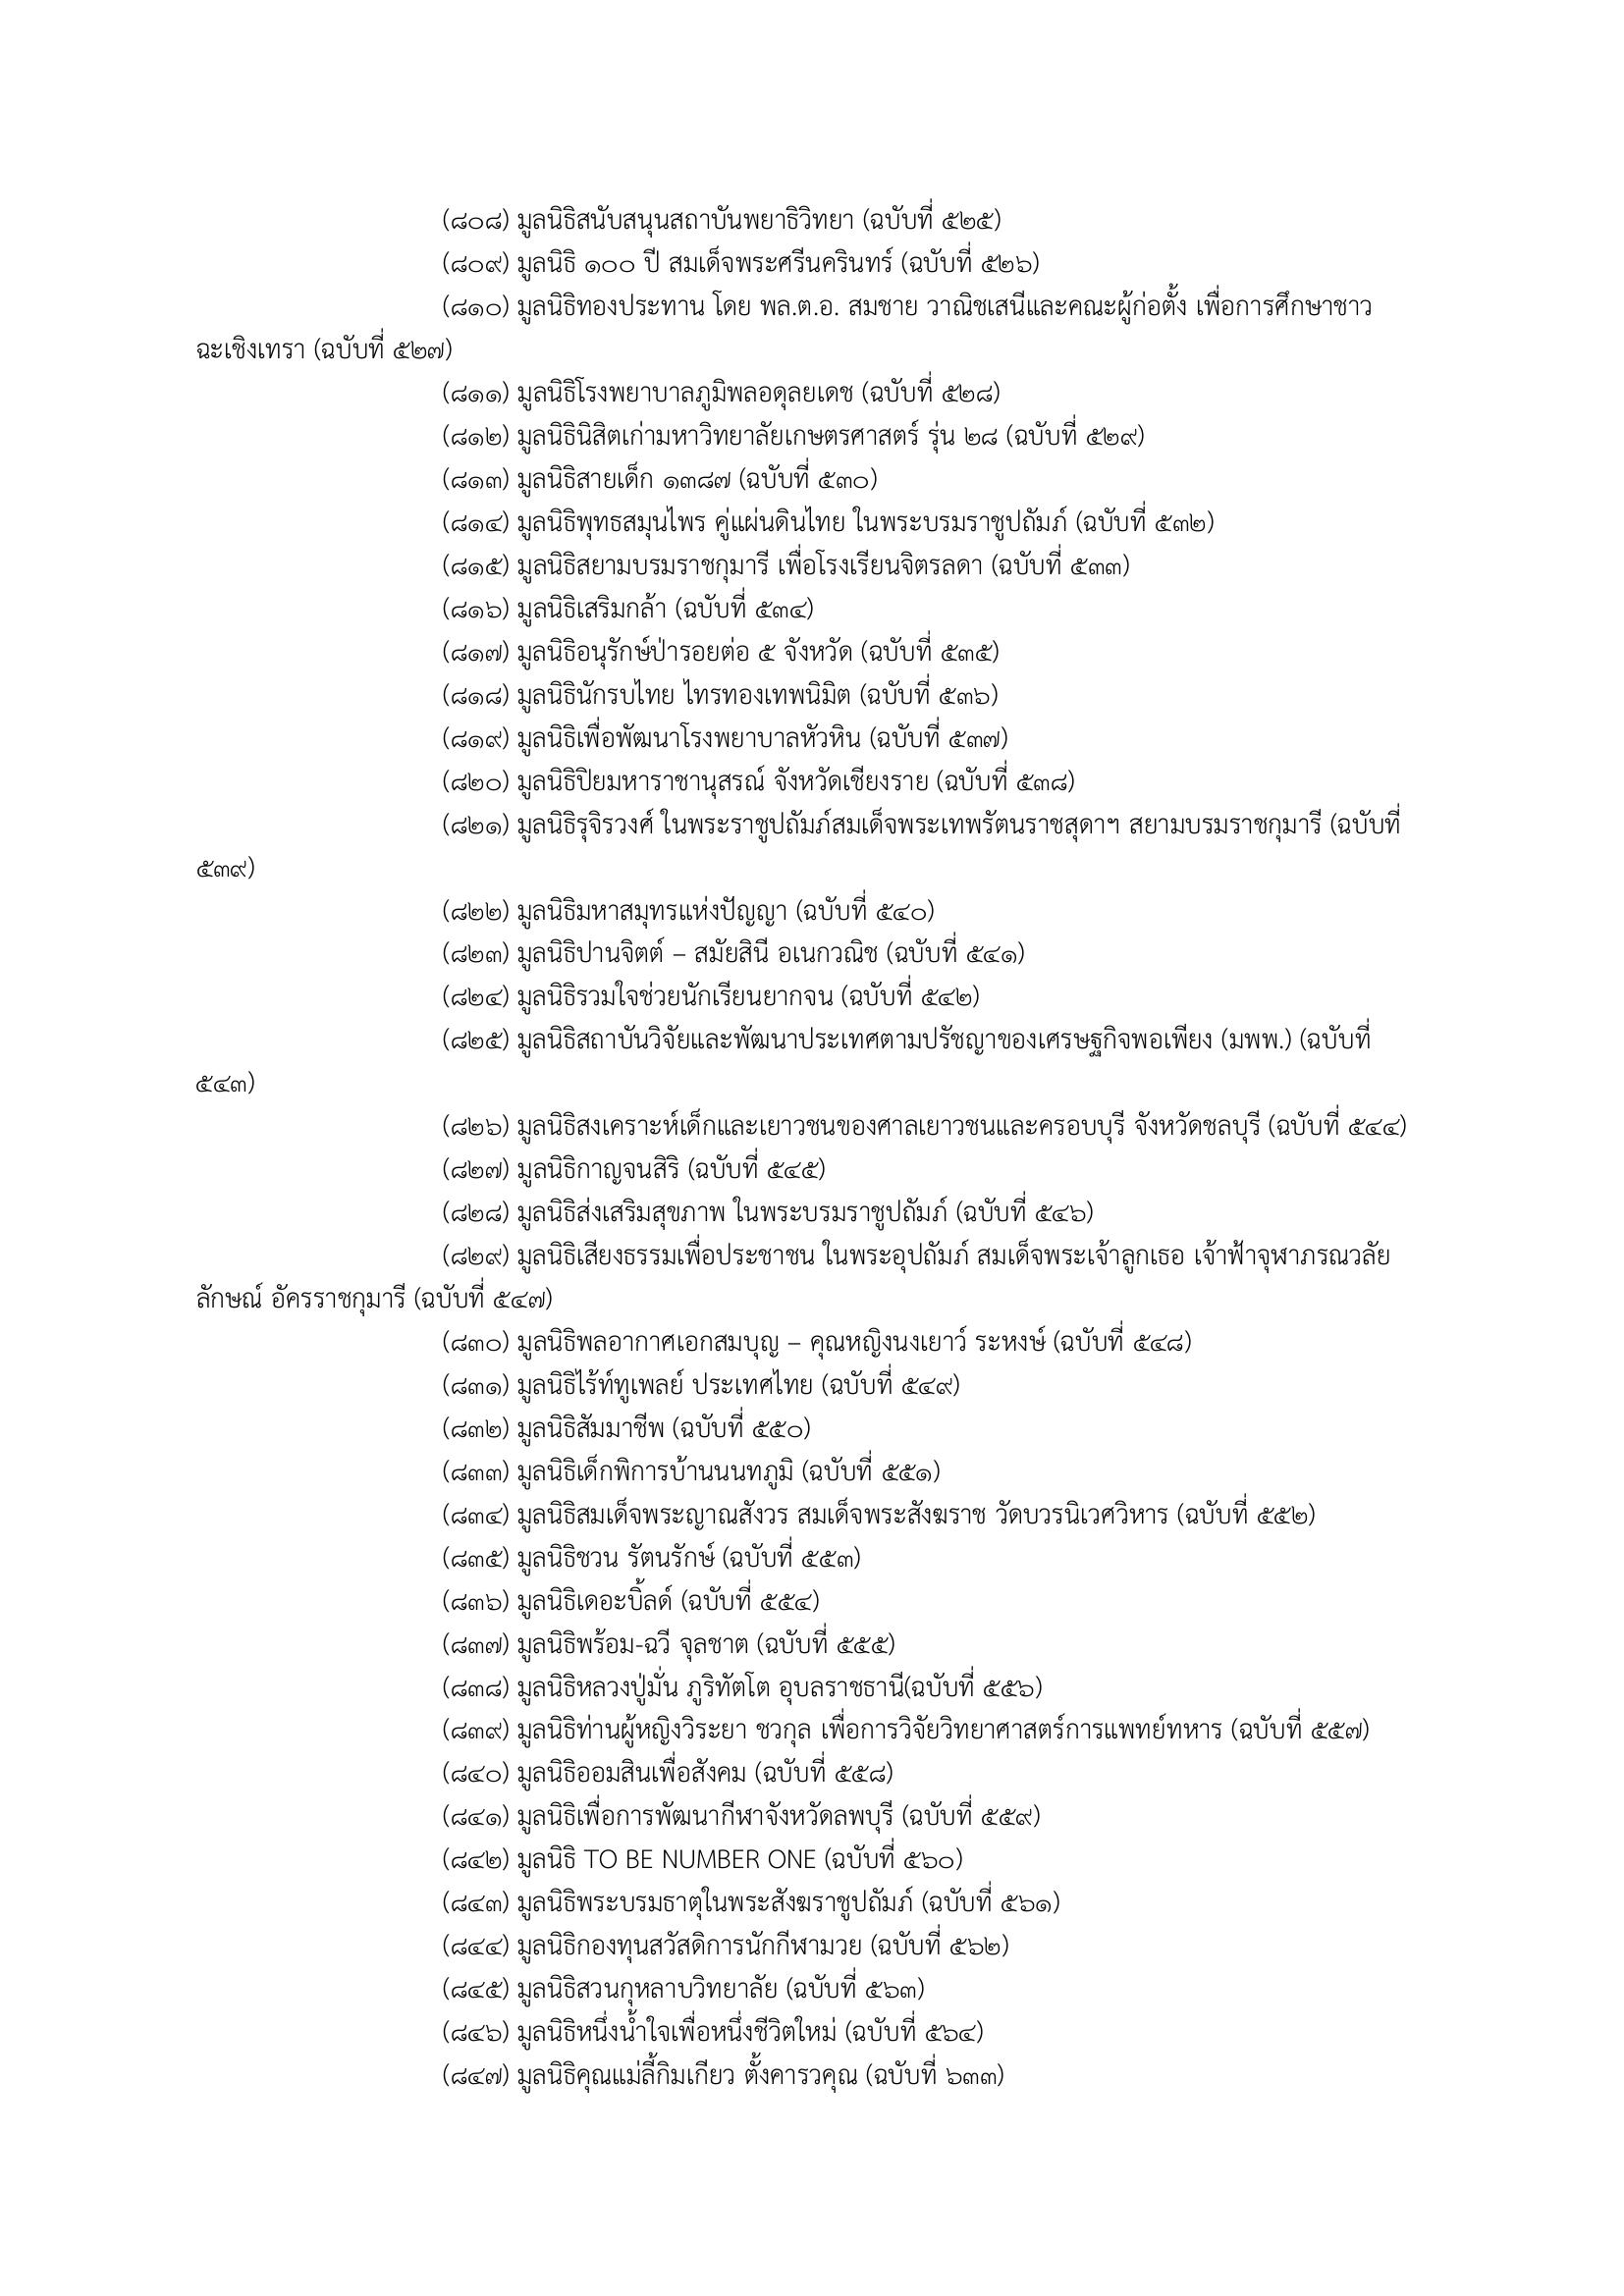 (๘๐๘) มูลนิธิสนับสนุนสถาบันพยาธิวิทยา (ฉบับที่ ๕๒๕)
(๘๐๙) มูลนิธิ ๑๐๐ ปี สมเด็จพระศรีนครินทร์ (ฉบับที่ ๕๒๖)
(๘๑๐) มูลนิธิทองประทาน โดย พล.ต.อ. สมชาย วาณิชเสนีและคณะผู้ก่อตั้ง เพื่อการศึกษาชาว
ฉะเชิงเทรา (ฉบับที่ ๕๒๗)
(๘๑๑) มูลนิธิโรงพยาบาลภูมิพลอดุลยเดช (ฉบับที่ ๕๒๘)
(๘๑๒) มูลนิธินิสิตเก่ามหาวิทยาลัยเกษตรศาสตร์ รุ่น ๒๘ (ฉบับที่ ๕๒๙)
(๘๑๓) มูลนิธิสายเด็ก ๑๓๘๗ (ฉบับที่ ๕๓๐)
(๘๑๔) มูลนิธิพุทธสมุนไพร คู่แผ่นดินไทย ในพระบรมราชูปถัมภ์ (ฉบับที่ ๕๓๒)
(๘๑๕) มูลนิธิสยามบรมราชกุมารี เพื่อโรงเรียนจิตรลดา (ฉบับที่ ๕๓๓)
(๘๑๖) มูลนิธิเสริมกล้า (ฉบับที่ ๕๓๔)
(๘๑๗) มูลนิธิอนุรักษ์ป่ารอยต่อ ๕ จังหวัด (ฉบับที่ ๕๓๕)
(๘๑๘) มูลนิธินักรบไทย ไทรทองเทพนิมิต (ฉบับที่ ๕๓๖)
(๘๑๙) มูลนิธิเพื่อพัฒนาโรงพยาบาลหัวหิน (ฉบับที่ ๕๓๗)
(๘๒๐) มูลนิธิปิยมหาราชานุสรณ์ จังหวัดเชียงราย (ฉบับที่ ๕๓๘)
(๘๒๑) มูลนิธิรุจิรวงศ์ ในพระราชูปถัมภ์สมเด็จพระเทพรัตนราชสุดาฯ สยามบรมราชกุมารี (ฉบับที่
๕๓๙)
(๘๒๒) มูลนิธิมหาสมุทรแห่งปัญญา (ฉบับที่ ๕๔๐)
(๘๒๓) มูลนิธิปานจิตต์ – สมัยสินี อเนกวณิช (ฉบับที่ ๕๔๑)
(๘๒๔) มูลนิธิรวมใจช่วยนักเรียนยากจน (ฉบับที่ ๕๔๒)
(๘๒๕) มูลนิธิสถาบันวิจัยและพัฒนาประเทศตามปรัชญาของเศรษฐกิจพอเพียง (มพพ.) (ฉบับที่
๕๔๓)
(๘๒๖) มูลนิธิสงเคราะห์เด็กและเยาวชนของศาลเยาวชนและครอบบุรี จังหวัดชลบุรี (ฉบับที่ ๕๔๔)
(๘๒๗) มูลนิธิกาญจนสิริ (ฉบับที่ ๕๔๕)
(๘๒๘) มูลนิธิส่งเสริมสุขภาพ ในพระบรมราชูปถัมภ์ (ฉบับที่ ๕๔๖)
(๘๒๙) มูลนิธิเสียงธรรมเพื่อประชาชน ในพระอุปถัมภ์ สมเด็จพระเจ้าลูกเธอ เจ้าฟ้าจุฬาภรณวลัย
ลักษณ์ อัครราชกุมารี (ฉบับที่ ๕๔๗)
(๘๓๐) มูลนิธิพลอากาศเอกสมบุญ – คุณหญิงนงเยาว์ ระหงษ์ (ฉบับที่ ๕๔๘)
(๘๓๑) มูลนิธิไร้ท์ทูเพลย์ ประเทศไทย (ฉบับที่ ๕๔๙)
(๘๓๒) มูลนิธิสัมมาชีพ (ฉบับที่ ๕๕๐)
(๘๓๓) มูลนิธิเด็กพิการบ้านนนทภูมิ (ฉบับที่ ๕๕๑)
(๘๓๔) มูลนิธิสมเด็จพระญาณสังวร สมเด็จพระสังฆราช วัดบวรนิเวศวิหาร (ฉบับที่ ๕๕๒)
(๘๓๕) มูลนิธิชวน รัตนรักษ์ (ฉบับที่ ๕๕๓)
(๘๓๖) มูลนิธิเดอะบิ้ลด์ (ฉบับที่ ๕๕๔)
(๘๓๗) มูลนิธิพร้อม-ฉวี จุลชาต (ฉบับที่ ๕๕๕)
(๘๓๘) มูลนิธิหลวงปู่มั่น ภูริทัตโต อุบลราชธานี(ฉบับที่ ๕๕๖)
(๘๓๙) มูลนิธิท่านผู้หญิงวิระยา ชวกุล เพื่อการวิจัยวิทยาศาสตร์การแพทย์ทหาร (ฉบับที่ ๕๕๗)
(๘๔๐) มูลนิธิออมสินเพื่อสังคม (ฉบับที่ ๕๕๘)
(๘๔๑) มูลนิธิเพื่อการพัฒนากีฬาจังหวัดลพบุรี (ฉบับที่ ๕๕๙)
(๘๔๒) มูลนิธิ TO BE NUMBER ONE (ฉบับที่ ๕๖๐)
(๘๔๓) มูลนิธิพระบรมธาตุในพระสังฆราชูปถัมภ์ (ฉบับที่ ๕๖๑)
(๘๔๔) มูลนิธิกองทุนสวัสดิการนักกีฬามวย (ฉบับที่ ๕๖๒)
(๘๔๕) มูลนิธิสวนกุหลาบวิทยาลัย (ฉบับที่ ๕๖๓)
(๘๔๖) มูลนิธิหนึ่งน้ำใจเพื่อหนึ่งชีวิตใหม่ (ฉบับที่ ๕๖๔)
(๘๔๗) มูลนิธิคุณแม่ลี้กิมเกียว ตั้งคารวคุณ (ฉบับที่ ๖๓๓)